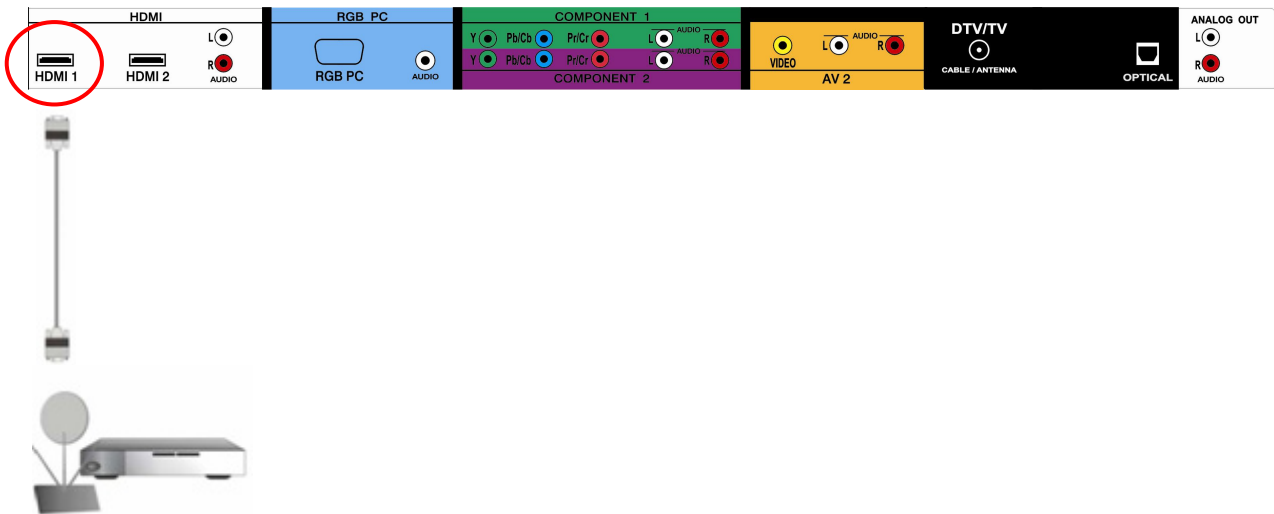 HDMI
HDMI 1
HDMI 2
L
R
AUDIO
RGB PC
RGB PC
AUDIO
COMPONENT 1
Y Pb/Cb Pr/Cr L AUDIO R
Y Pb/Cb Pr/Cr L AUDIO R
COMPONENT 2
VIDEO
L AUDIO R
AV 2
DTV/TV
CABLE / ANTENNA
OPTICAL
ANALOG OUT
L
R
AUDIO